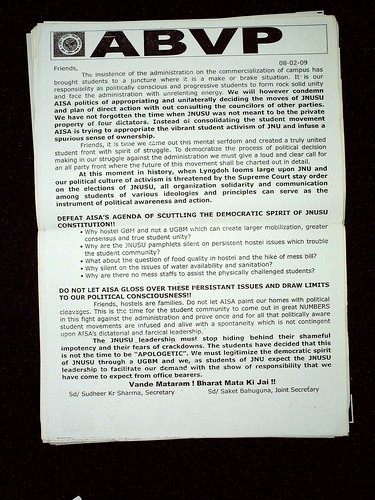 ABVP
08-02-09
Friends,
The insistence of the administration on the commercialization of campus has
brought students to a juncture where it is a make or brake situation. It is our
responsibility as politically conscious and progressive students to form rock solid unity
and face the administration with unrelenting energy. We will however condemn
AISA politics of appropriating and unilaterally deciding the moves of JNUSU
and plan of direct action with out consulting the councilors of other parties.
We have not forgotten the time when JNUSU was not meant to be the private
property of four dictators. Instead of consolidating the student movement
AISA is trying to appropriate the vibrant student activism of JNU and infuse a
spurious sense of ownership.
Friends, it is time we came out this mental serfdom and created a truly united
student front with spirit of struggle. To democratize the process of political decision
making in our struggle against the administration we must give a loud and clear call for
an all party front where the future of this movement shall be charted out in detail.
At this moment in history, when Lyngdoh looms large upon JNU and
our political culture of activism is threatened by the Supreme Court stay order
on the elections of JNUSU, all organization solidarity and communication
among students of various ideologies and principles can serve as the
instrument of political awareness and action.
DEFEAT AISA'S AGENDA OF SCUTTLING THE DEMOCRATIC SPIRIT OF JNUSU
CONSTITUTION!!
• Why hostel GBM and not a UGBM which can create larger mobilization, greater
consensus and true student unity?
• Why are the JNUSU pamphlets silent on persistent hostel issues which trouble
the student community?
• What about the question of food quality in hostel and the hike of mess bill?
• Why silent on the issues of water availability and sanitation?
• Why are there no mess staffs to assist the physically challenged students?
DO NOT LET AISA GLOSS OVER THESE PERSISTANT ISSUES AND DRAW LIMITS
TO OUR POLITICAL CONSCIOUSNESS!!
Friends, hostels are families. Do not let AISA paint our homes with political
cleavages. This is the time for the student community to come out in great NUMBERS
in this fight against the administration and prove once and for all that politically aware
student movements are infused and alive with a spontaneity which is not contingent
upon AISA's dictatorial and farcical leadership.
The JNUSU leadership must stop hiding behind their shameful
impotency and their fears of crackdowns. The students have decided that this
is not the time to be "APOLOGETIC". We must legitimize the democratic spirit
of JNUSU through a UGBM and we, as students of JNU expect the JNUSU
leadership to facilitate our demand with the show of responsibility that we
have come to expect from office bearers.
Vande Mataram ! Bharat Mata Ki Jai !!
Sd/ Sudheer Kr Sharma, Secretary Sd/ Saket Bahuguna, Joint Secretary